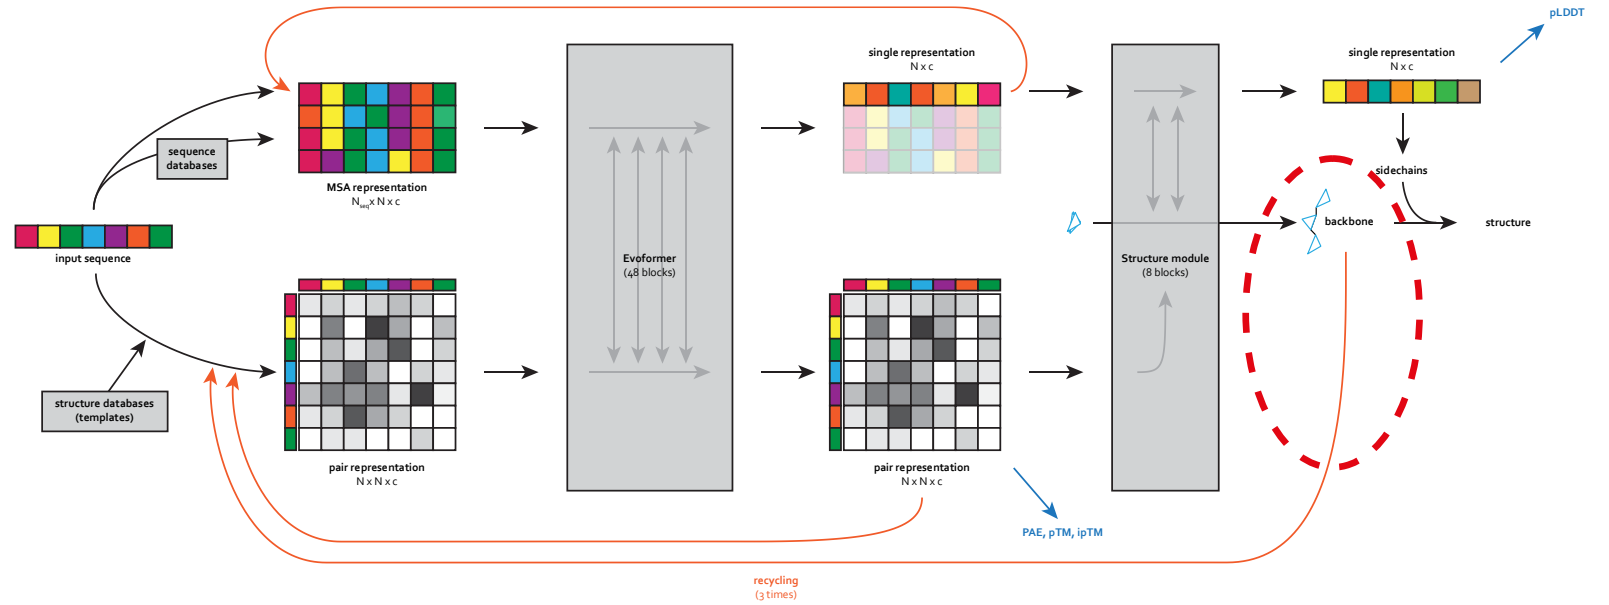 pLDDT
single representation
N x c
single representation
N x c
sequence
databases
MSA representation
Nseq x N x c
sidechains
input sequence
backbone
structure
Evoformer
(48 blocks)
Structure module
(8 blocks)
structure databases
(templates)
pair representation
N x N x c
pair representation
N x N x c
PAE, pTM, ipTM
recycling
(3 times)